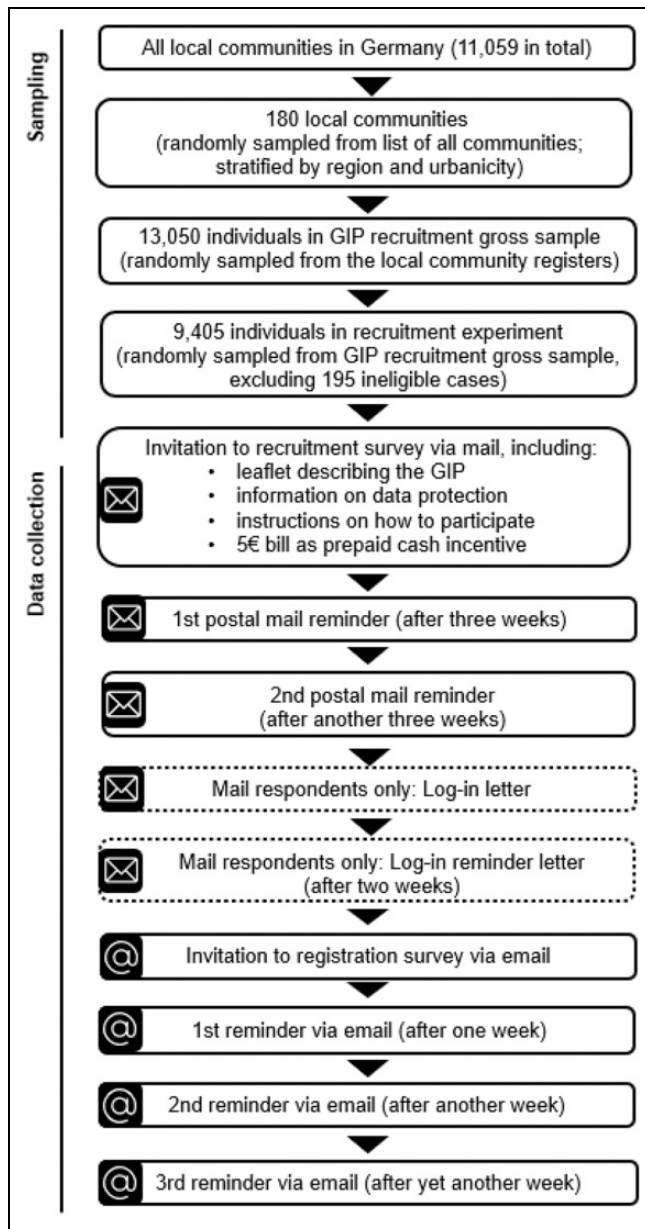 Sampling
All local communities in Germany (11,059 in total)
180 local communities
(randomly sampled from list of all communities;
stratified by region and urbanicity)
13,050 individuals in GIP recruitment gross sample
(randomly sampled from the local community registers)
9,405 individuals in recruitment experiment
(randomly sampled from GIP recruitment gross sample,
excluding 195 ineligible cases)
Data collection
Invitation to recruitment survey via mail, including:
• leaflet describing the GIP
• information on data protection
• instructions on how to participate
• 5€ bill as prepaid cash incentive
1st postal mail reminder (after three weeks)
2nd postal mail reminder
(after another three weeks)
Mail respondents only: Log-in letter
Mail respondents only: Log-in reminder letter
(after two weeks)
@ Invitation to registration survey via email
@ 1st reminder via email (after one week)
@ 2nd reminder via email (after another week)
@ 3rd reminder via email (after yet another week)